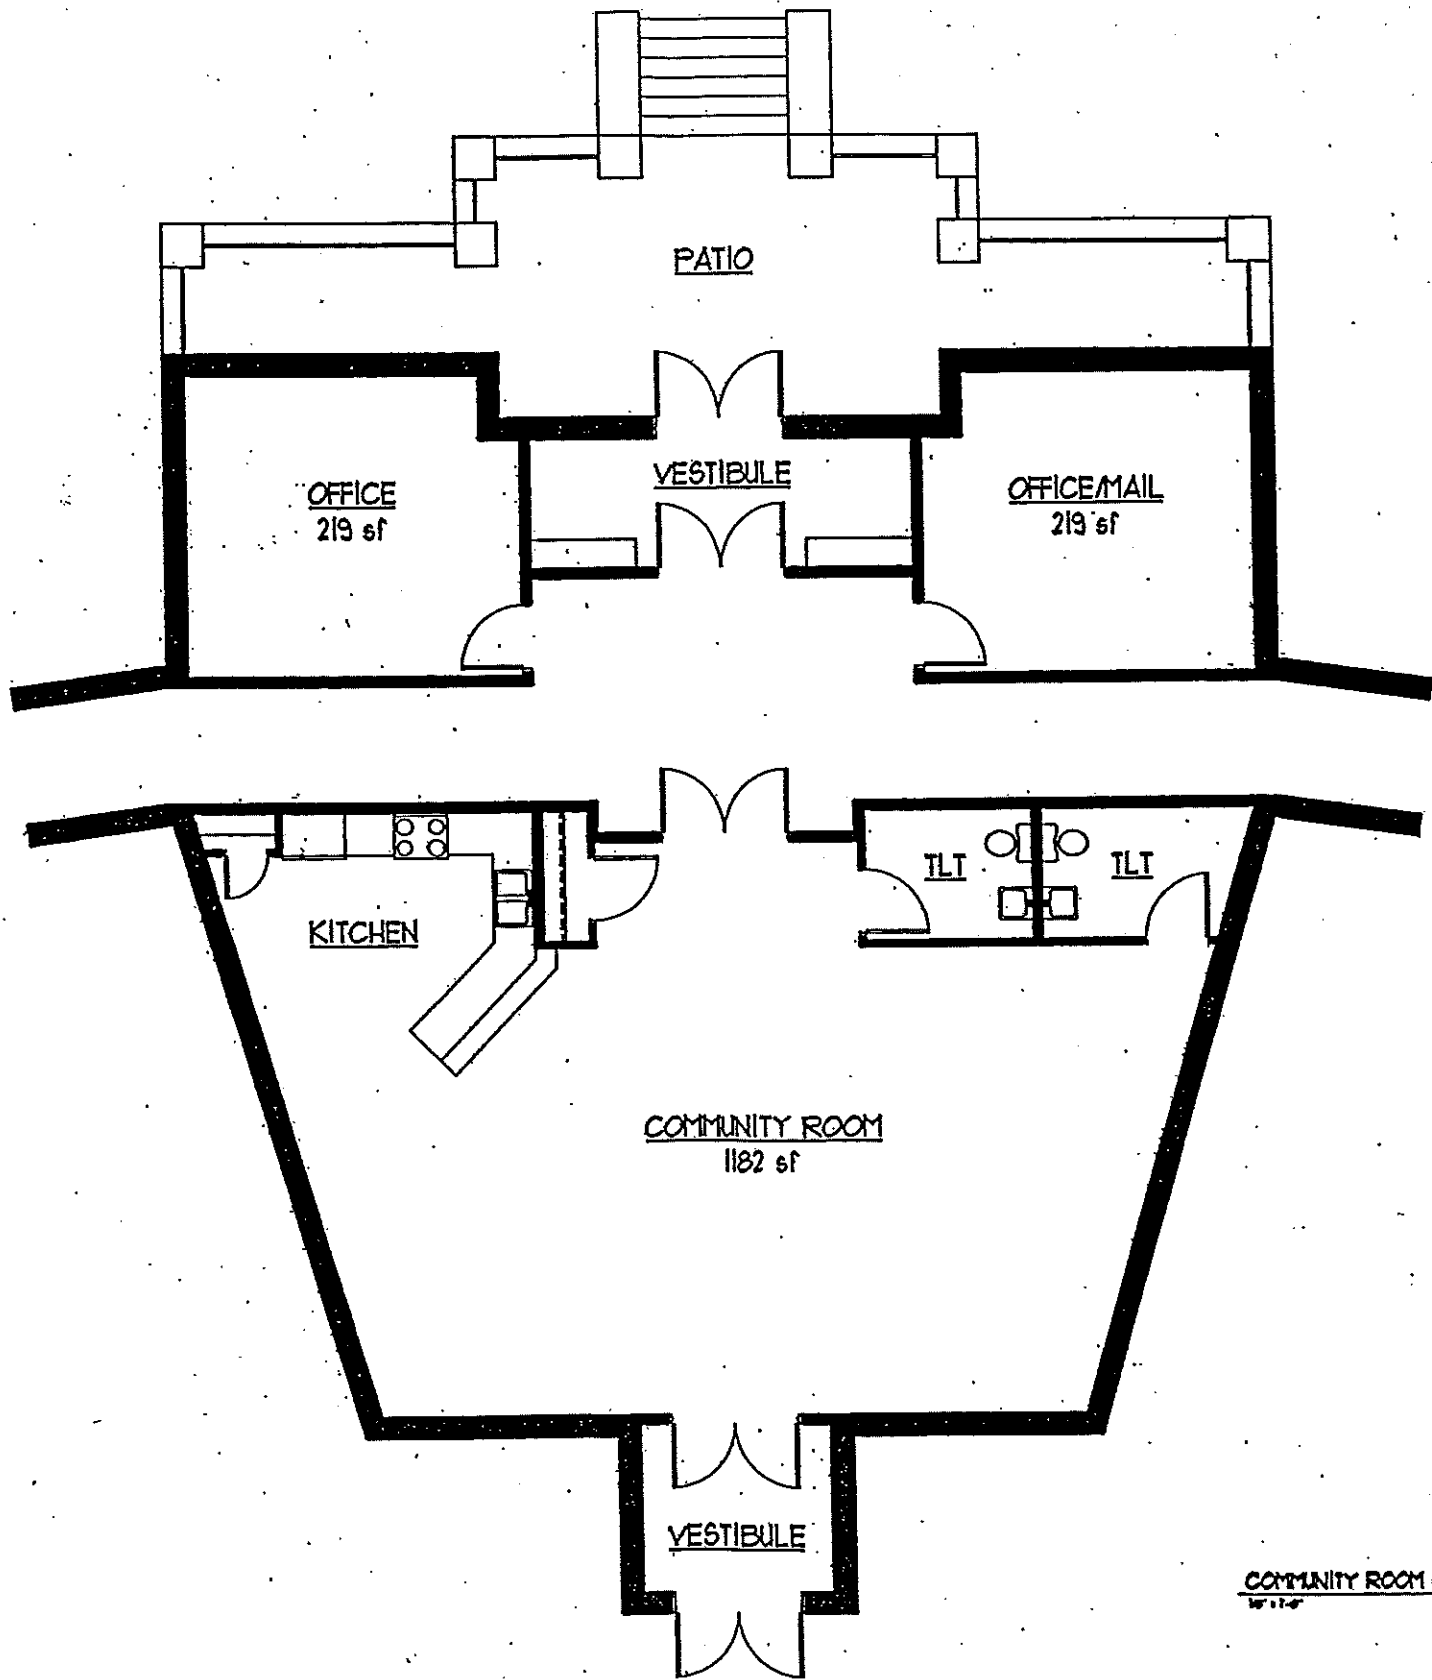 PATIO
OFFICE
219 sf
VESTIBULE
OFFICE/MAIL
219 sf
KITCHEN
TLT
TLT
COMMUNITY ROOM
1182 sf
VESTIBULE
COMMUNITY ROOM